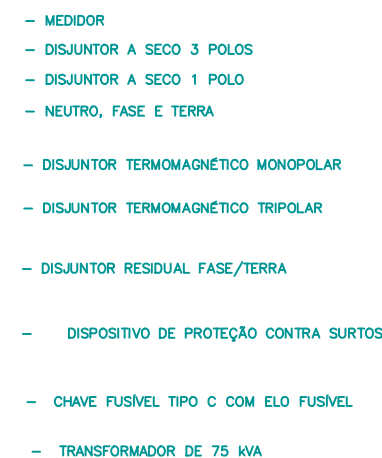 – MEDIDOR
– DISJUNTOR A SECO 3 POLOS
– DISJUNTOR A SECO 1 POLO
– NEUTRO, FASE E TERRA
– DISJUNTOR TERMOMAGNÉTICO MONOPOLAR
– DISJUNTOR TERMOMAGNÉTICO TRIPOLAR
– DISJUNTOR RESIDUAL FASE/TERRA
– DISPOSITIVO DE PROTEÇÃO CONTRA SURTOS
– CHAVE FUSÍVEL TIPO C COM ELO FUSÍVEL
– TRANSFORMADOR DE 75 kVA